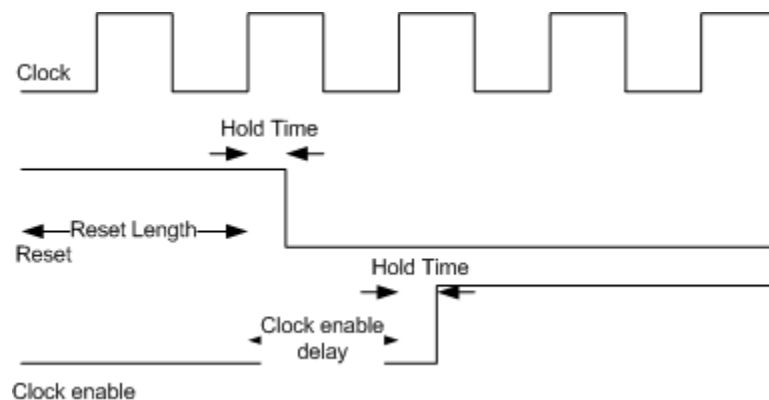 Clock
Hold Time
Reset Length
Reset
Hold Time
Clock enable
delay
Clock enable